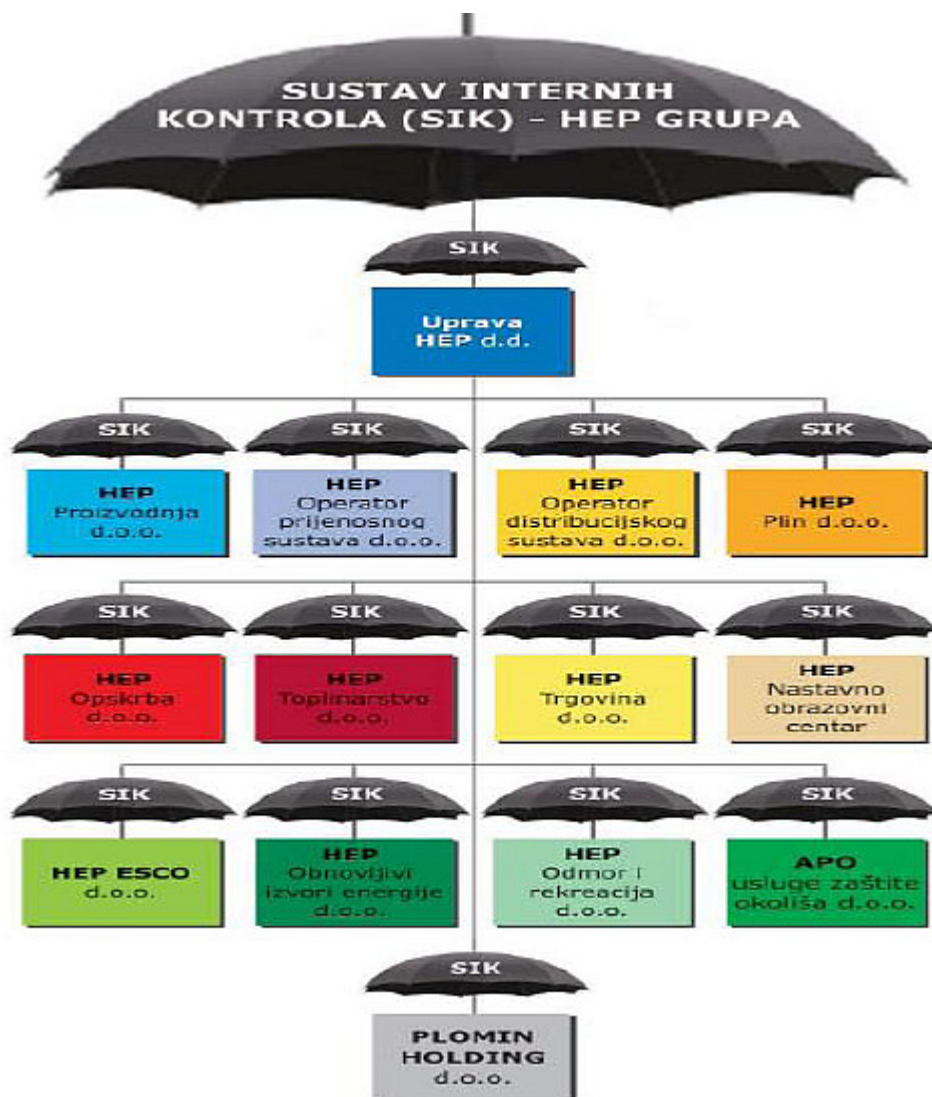 SUSTAV INTERNIH
KONTROLA (SIK) - HEP GRUPA
SIK
Uprava
HEP d.d.
SIK
SIK
SIK
SIK
HEP
Proizvodnja
d.o.o.
HEP
Operator
prijenosnog
sustava d.o.o.
HEP
Operator
distribucijskog
sustava d.o.o.
HEP
Plin d.o.o.
SIK
SIK
SIK
SIK
HEP
Opskrba
d.o.o.
HEP
Toplinarstvo
d.o.o.
HEP
Trgovina
d.o.o.
HEP
Nastavno
obrazovni
centar
SIK
SIK
SIK
SIK
HEP ESCO
d.o.o.
HEP
Obnovljivi
izvori energije
d.o.o.
HEP
Odmor i
rekreacija
d.o.o.
APO
usluge zaštite
okoliša d.o.o.
SIK
PLOMIN
HOLDING
d.o.o.